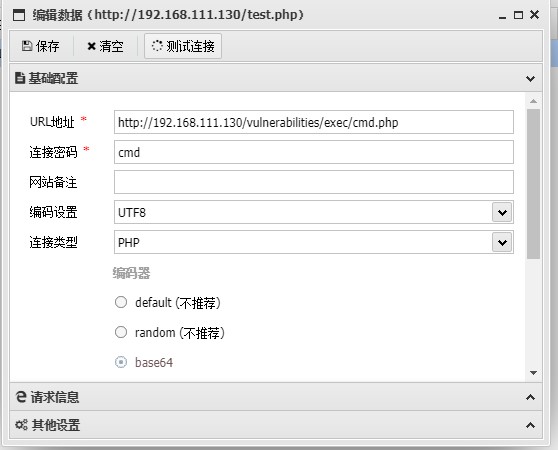 编辑数据 (http://192.168.111.130/test.php)
保存 清空 测试连接
基础配置
URL地址 * http://192.168.111.130/vulnerabilities/exec/cmd.php
连接密码 * cmd
网站备注
编码设置 UTF8
连接类型 PHP
编码器
default (不推荐)
random (不推荐)
base64
请求信息
其他设置